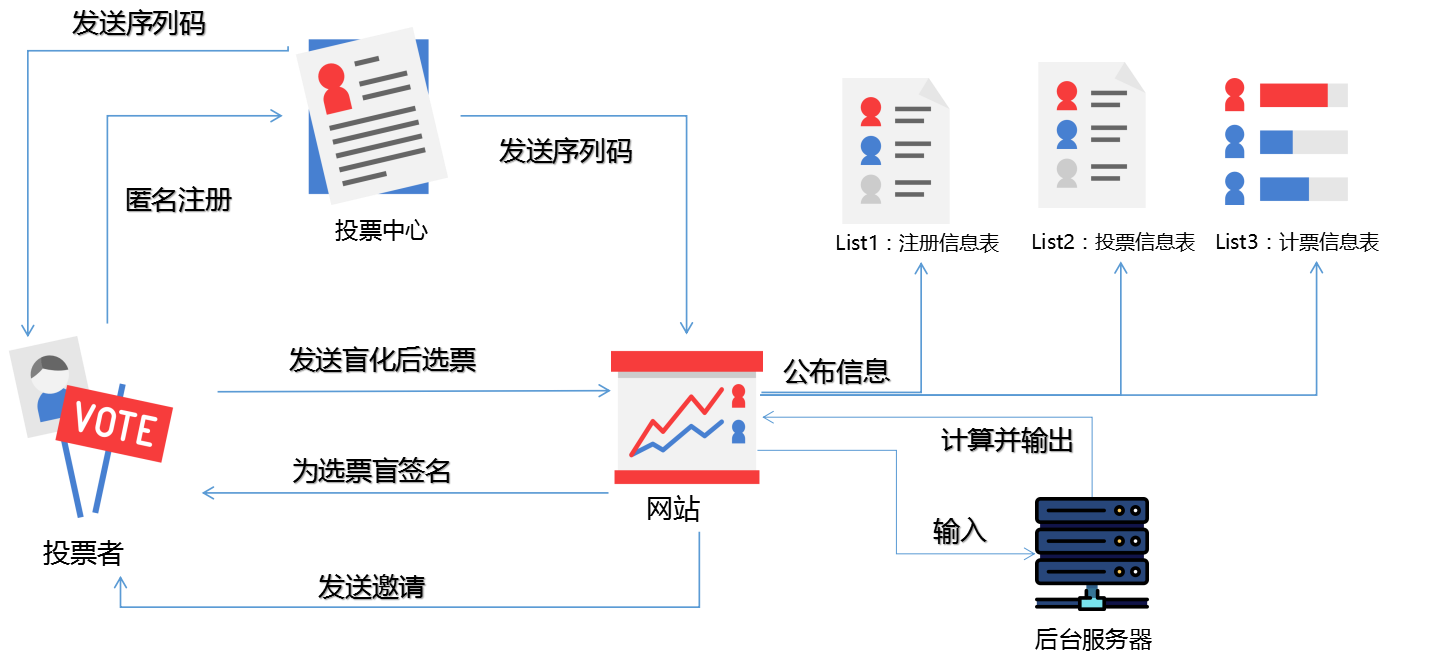 发送序列码
发送序列码
匿名注册
投票中心
List1：注册信息表
List2：投票信息表
List3：计票信息表
发送盲化后选票
公布信息
VOTE
计算并输出
为选票盲签名
网站
输入
投票者
发送邀请
后台服务器